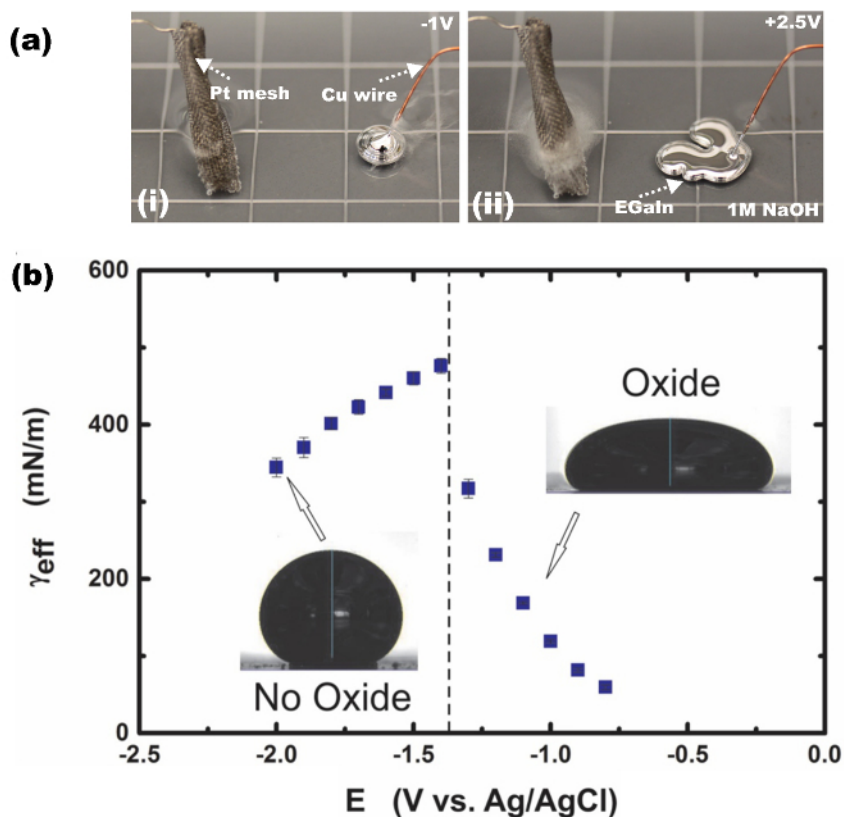 (a)
-1V
Pt mesh
Cu wire
(i)
+2.5V
EGaIn
(ii)
1M NaOH
(b)
600
400
200
0
γeff (mN/m)
Oxide
No Oxide
-2.5 -2.0 -1.5 -1.0 -0.5 0.0
E (V vs. Ag/AgCl)